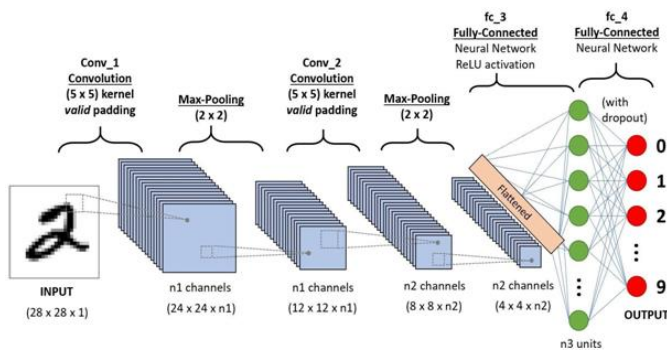 fc_3
Fully-Connected
Neural Network
ReLU activation
fc_4
Fully-Connected
Neural Network
Conv_1
Convolution
(5 x 5) kernel
valid padding
Max-Pooling
(2 x 2)
Conv_2
Convolution
(5 x 5) kernel
valid padding
Max-Pooling
(2 x 2)
(with
dropout)
Flattened
0
1
2
9
INPUT
(28 x 28 x 1)
n1 channels
(24 x 24 x n1)
n1 channels
(12 x 12 x n1)
n2 channels
(8 x 8 x n2)
n2 channels
(4 x 4 x n2)
OUTPUT
n3 units
2